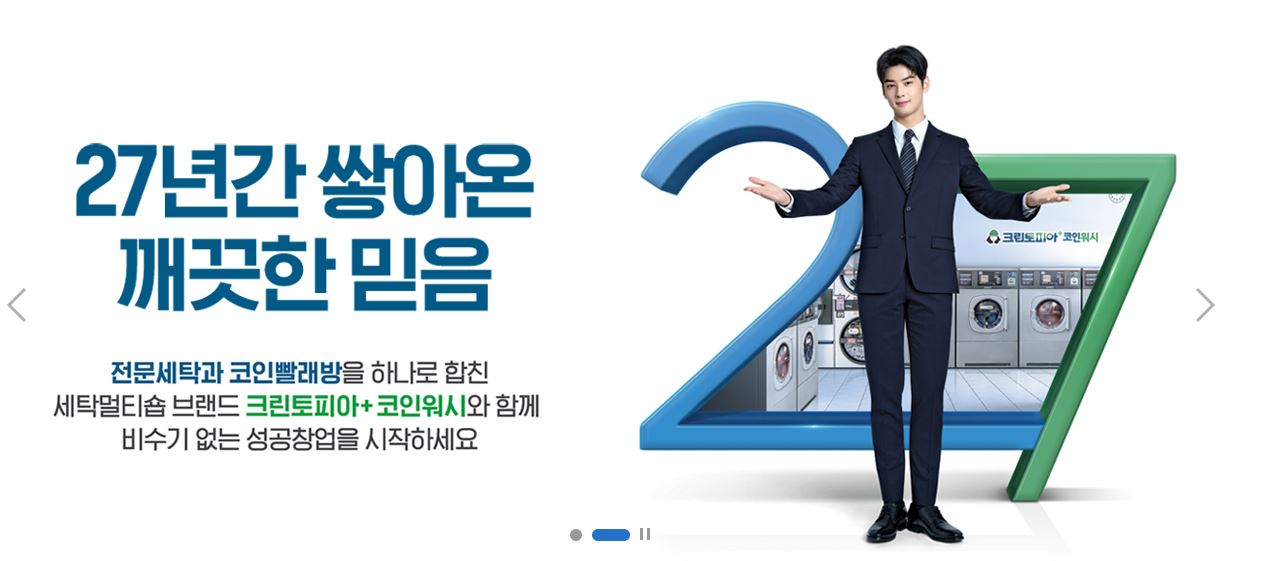 27년간 쌓아온
깨끗한 믿음
전문세탁과 코인빨래방을 하나로 합친
세탁멀티숍 브랜드 크린토피아+ 코인워시와 함께
비수기 없는 성공창업을 시작하세요
27
크린토피아+코인워시